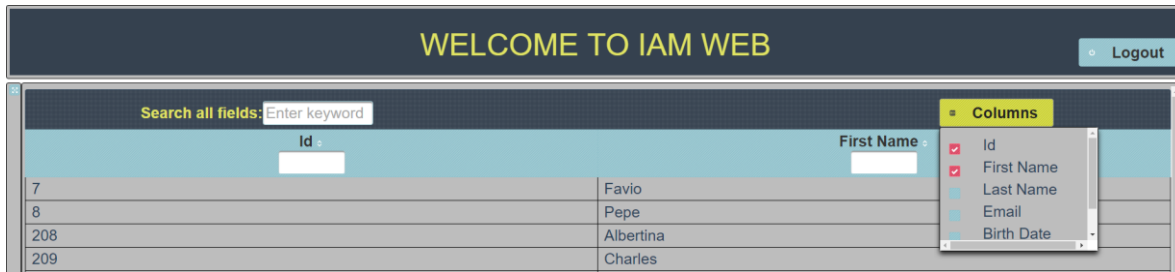 WELCOME TO IAM WEB
Logout
Search all fields: Enter keyword
Columns
Id
First Name
Id
First Name
Last Name
Email
Birth Date
7 Favio
8 Pepe
208 Albertina
209 Charles